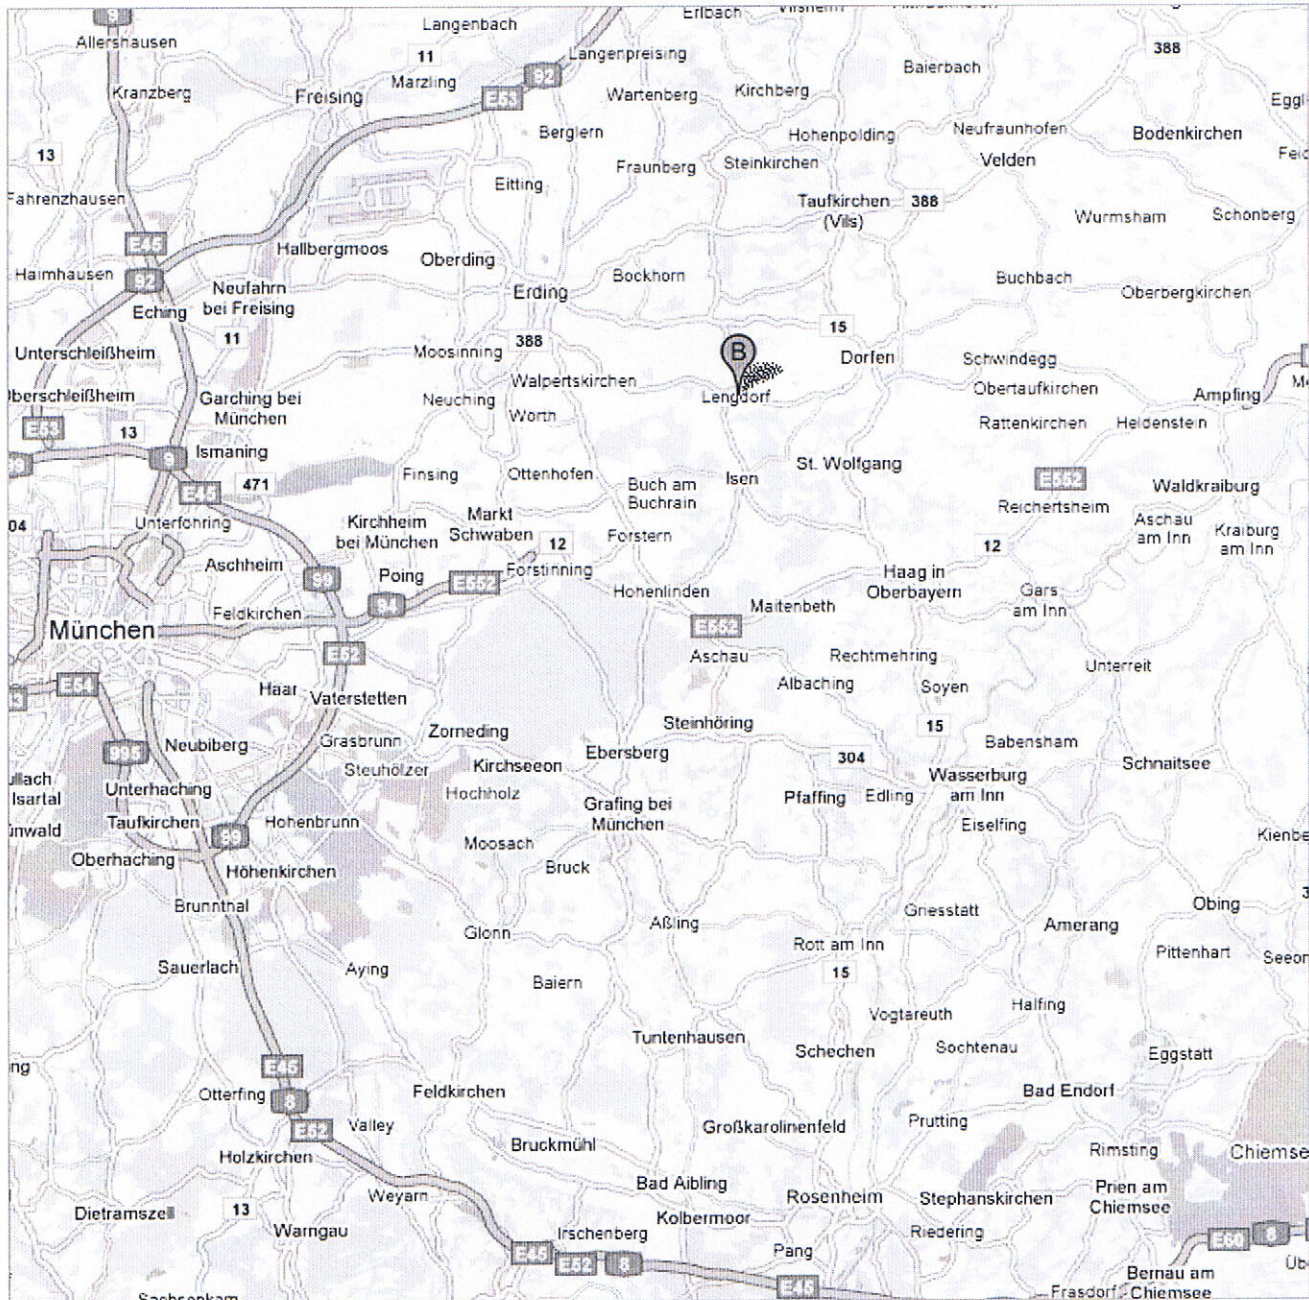 9
Allershausen
Langenbach
Erlbach
11
Langenpreising
388
Kranzberg
Freising
Marzling
92
E53
Wartenberg
Kirchberg
Baierbach
Berglern
Hohenpolding
Neufraunhofen
Bodenkirchen
13
Fraunberg
Steinkirchen
Velden
Eitting
Fahrenzhausen
Taufkirchen
(Vils)
388
Wurmsham
Schonberg
E45
Hallbergmoos
Oberding
Haimhausen
92
Neufahrn
bei Freising
Bockhorn
Buchbach
Erding
Oberbergkirchen
Eching
11
15
Unterschleißheim
Moosinning
388
B
Dorfen
Schwindegg
Walpertskirchen
Obertaufkirchen
Garching bei
München
Neuching
Worth
Lengdorf
Ampfing
E53
13
Rattenkirchen
Heldenstein
9
Ismaning
St. Wolfgang
E45
471
Finsing
Ottenhofen
Buch am
Buchrain
Isen
E552
Reichertsheim
Waldkraiburg
04
Unterfohring
Kirchheim
bei München
Markt
Schwaben
Forstern
12
Aschau
am Inn
Kraiburg
am Inn
12
Aschheim
99
Poing
E552
Forstinning
Haag in
Oberbayern
Feldkirchen
94
Hohenlinden
Maitenbeth
Gars
am Inn
München
E552
E52
Aschau
Rechtmehring
Unterreit
E54
Haar
Vaterstetten
Albaching
Soyen
Steinhöring
15
995
Neubiberg
Grasbrunn
Zorneding
Ebersberg
Babensham
Steuhölzer
Kirchseeon
304
Schnaitsee
Unterhaching
Hochholz
Wasserburg
am Inn
Isartal
Grafing bei
München
Pfaffing
Edling
Taufkirchen
99
Hohenbrunn
Eiselfing
Moosach
Oberhaching
Höhenkirchen
Bruck
Brunnthal
Obing
Glonn
Aßling
Griesstatt
Amerang
Rott am Inn
Pittenhart
Sauerlach
Aying
Baiern
15
Halfing
Vogtareuth
Tuntenhausen
Schechen
Sochtenau
Eggstatt
E45
Otterfing
8
Feldkirchen
Bad Endorf
E52
Valley
Großkarolinenfeld
Prutting
Holzkirchen
Bruckmühl
Rimsting
Weyarn
Bad Aibling
Rosenheim
Stephanskirchen
Prien am
Chiemsee
Dietramszell
13
Warngau
Kolbermoor
Irschenberg
Riedering
E45
E52
8
Pang
E60
8
E45
Bernau am
Chiemsee
Frasdorf